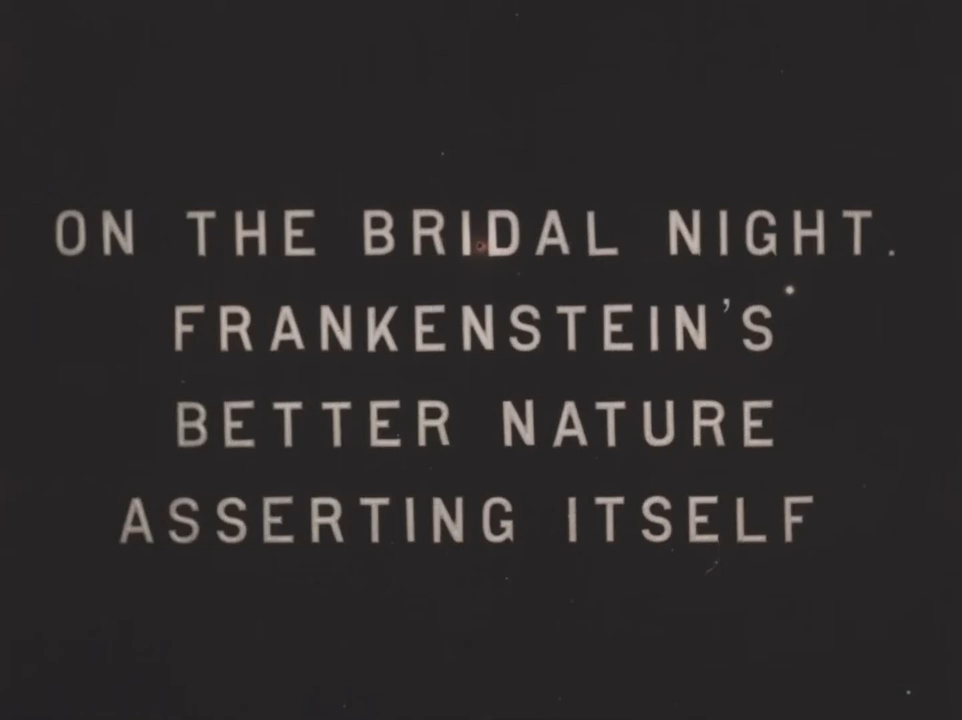 ON THE BRIDAL NIGHT.
FRANKENSTEIN'S
BETTER NATURE
ASSERTING ITSELF